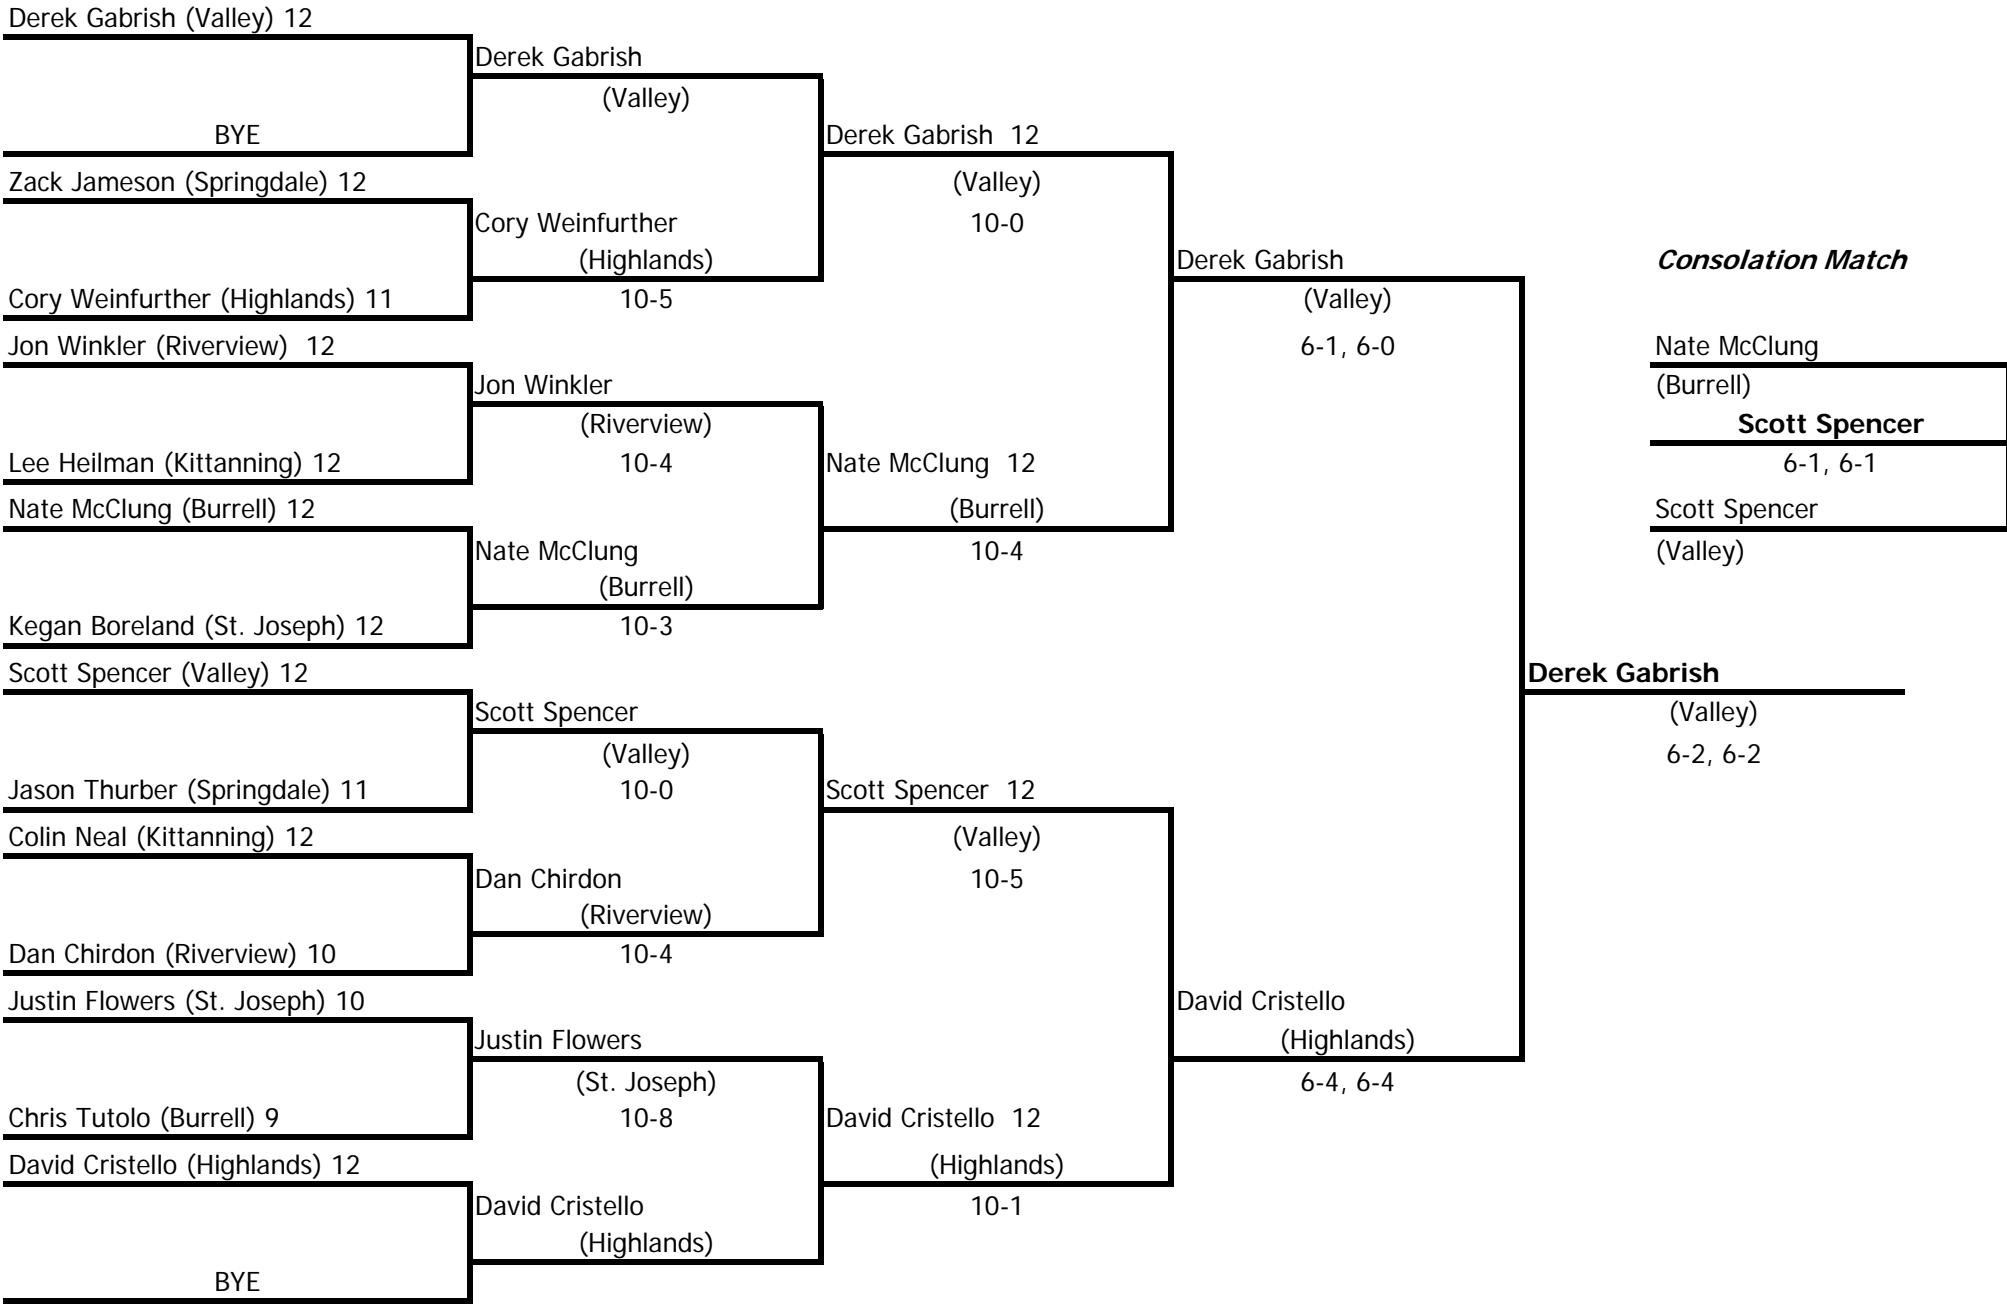 Derek Gabrish (Valley) 12
Derek Gabrish
(Valley)
BYE
Derek Gabrish 12
Zack Jameson (Springdale) 12
(Valley)
Cory Weinfurther
10-0
(Highlands)
Derek Gabrish
Consolation Match
Cory Weinfurther (Highlands) 11
10-5
(Valley)
Jon Winkler (Riverview) 12
6-1, 6-0
Nate McClung
Jon Winkler
(Burrell)
(Riverview)
Scott Spencer
Lee Heilman (Kittanning) 12
10-4
Nate McClung 12
6-1, 6-1
Nate McClung (Burrell) 12
(Burrell)
Scott Spencer
Nate McClung
10-4
(Valley)
(Burrell)
Kegan Boreland (St. Joseph) 12
10-3
Scott Spencer (Valley) 12
Derek Gabrish
Scott Spencer
(Valley)
(Valley)
6-2, 6-2
Jason Thurber (Springdale) 11
10-0
Scott Spencer 12
Colin Neal (Kittanning) 12
(Valley)
Dan Chirdon
10-5
(Riverview)
Dan Chirdon (Riverview) 10
10-4
Justin Flowers (St. Joseph) 10
David Cristello
Justin Flowers
(Highlands)
(St. Joseph)
6-4, 6-4
Chris Tutolo (Burrell) 9
10-8
David Cristello 12
David Cristello (Highlands) 12
(Highlands)
David Cristello
10-1
(Highlands)
BYE